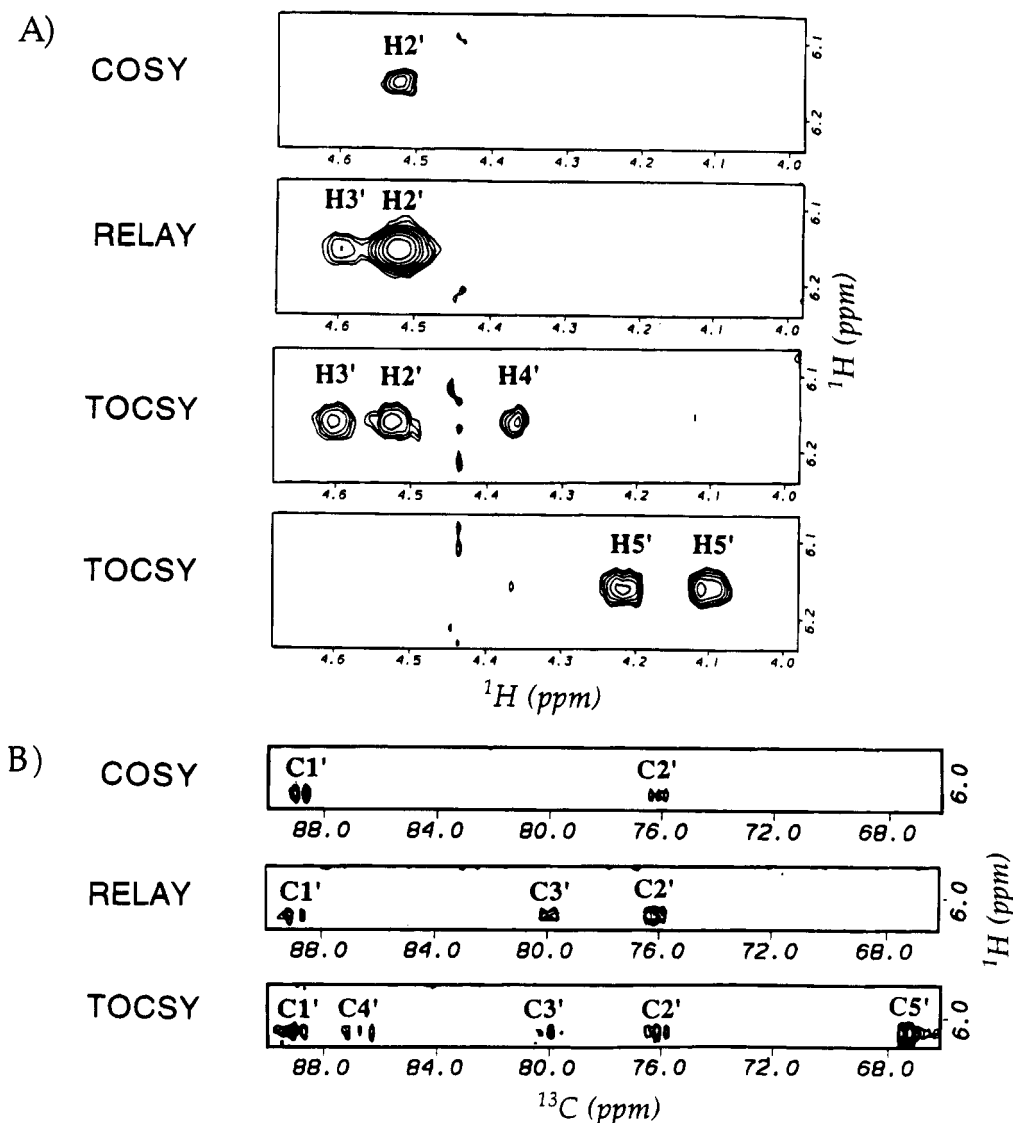 A)
COSY
H2'
6.1
6.2
4.6 4.5 4.4 4.3 4.2 4.1 4.0
RELAY
H3' H2'
6.1
6.2
4.6 4.5 4.4 4.3 4.2 4.1 4.0
¹H (ppm)
TOCSY
H3' H2' H4'
6.1
6.2
4.6 4.5 4.4 4.3 4.2 4.1 4.0
TOCSY
H5' H5'
6.1
6.2
4.6 4.5 4.4 4.3 4.2 4.1 4.0
¹H (ppm)
B)
COSY
C1' C2'
6.0
88.0 84.0 80.0 76.0 72.0 68.0
RELAY
C1' C3' C2'
6.0
88.0 84.0 80.0 76.0 72.0 68.0
¹H (ppm)
TOCSY
C1' C4' C3' C2' C5'
6.0
88.0 84.0 80.0 76.0 72.0 68.0
¹³C (ppm)